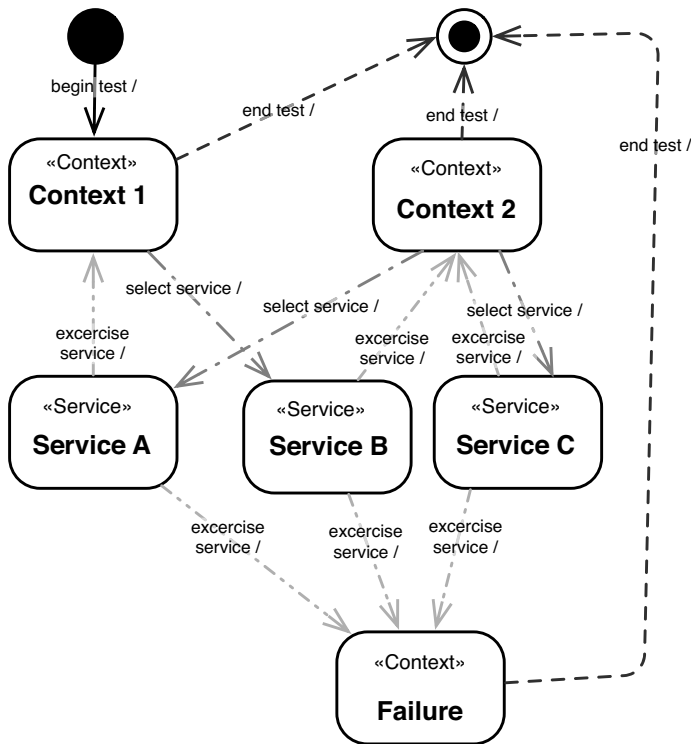 begin test /
end test /
end test /
end test /
«Context»
Context 1
«Context»
Context 2
select service /
select service /
select service /
excercise
service /
excercise
service /
excercise
service /
«Service»
Service A
«Service»
Service B
«Service»
Service C
excercise
service /
excercise
service /
excercise
service /
«Context»
Failure